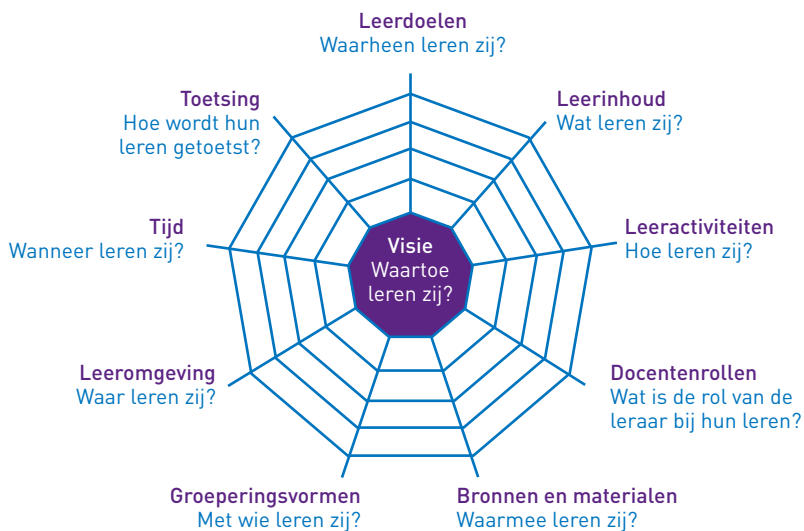 Leerdoelen
Waarheen leren zij?
Leerinhoud
Wat leren zij?
Leeractiviteiten
Hoe leren zij?
Docentenrollen
Wat is de rol van de
leraar bij hun leren?
Bronnen en materialen
Waarmee leren zij?
Groeperingsvormen
Met wie leren zij?
Leeromgeving
Waar leren zij?
Tijd
Wanneer leren zij?
Toetsing
Hoe wordt hun
leren getoetst?
Visie
Waartoe
leren zij?